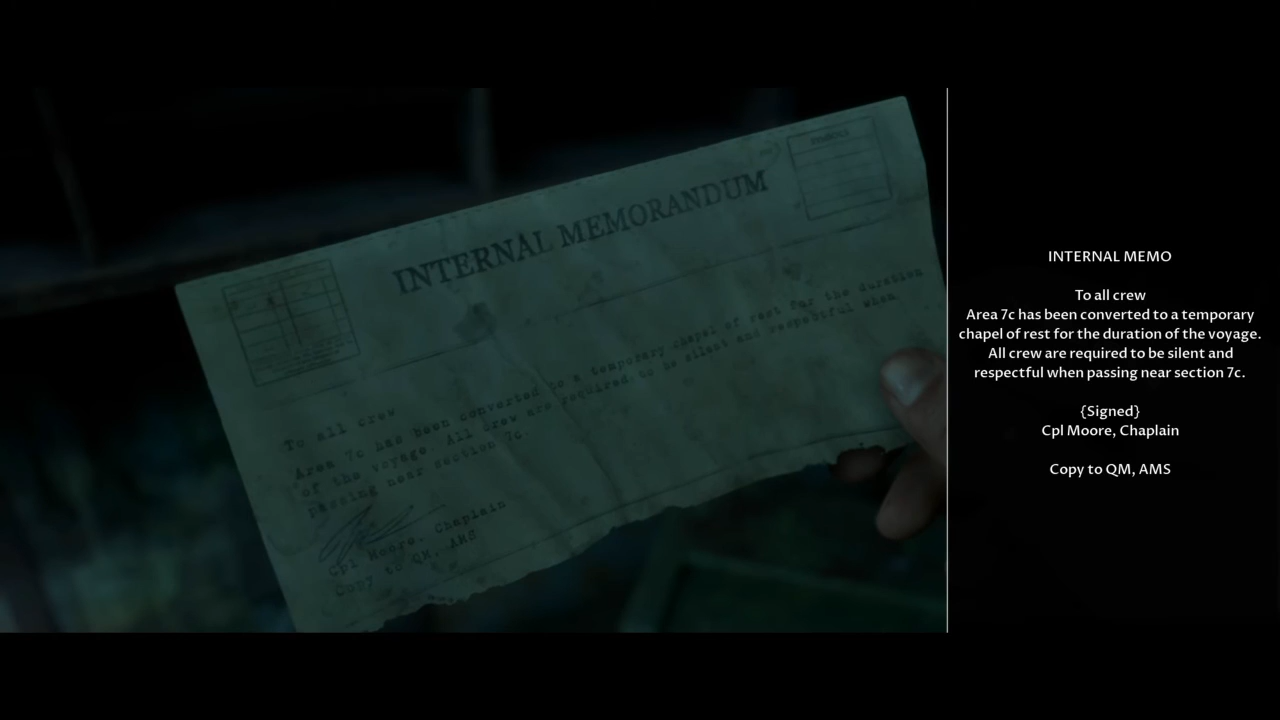 INTERNAL MEMORANDUM
To all crew
Area 7c has been converted to a temporary chapel of rest for the duration
of the voyage. All crew are required to be silent and respectful when
passing near section 7c.
Cpl Moore, Chaplain
Copy to QM, AMS
INTERNAL MEMO
To all crew
Area 7c has been converted to a temporary
chapel of rest for the duration of the voyage.
All crew are required to be silent and
respectful when passing near section 7c.
{Signed}
Cpl Moore, Chaplain
Copy to QM, AMS